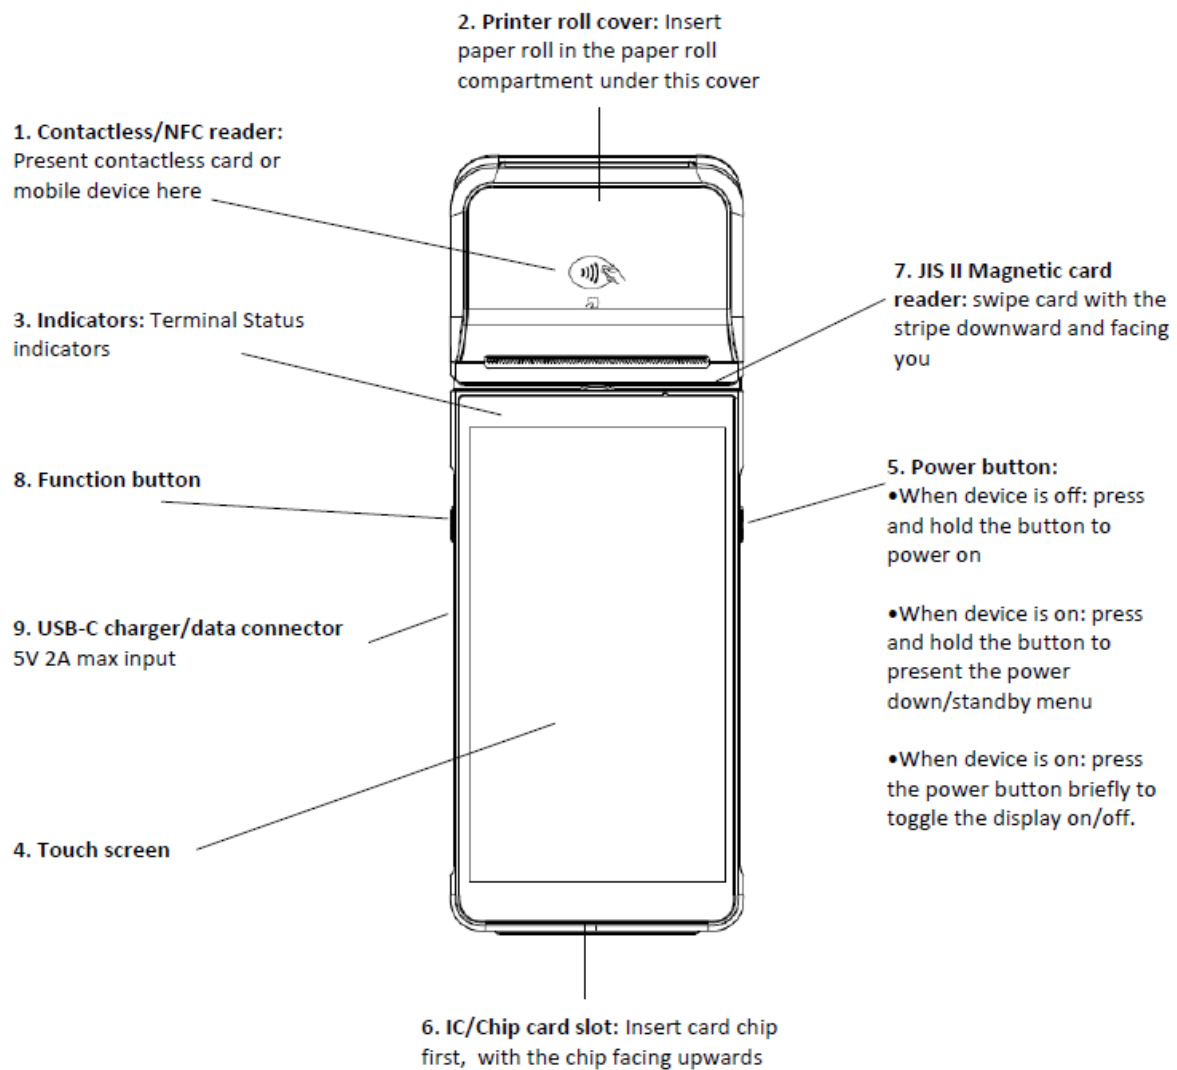 2. Printer roll cover: Insert
paper roll in the paper roll
compartment under this cover
1. Contactless/NFC reader:
Present contactless card or
mobile device here
7. JIS II Magnetic card
reader: swipe card with the
stripe downward and facing
you
3. Indicators: Terminal Status
indicators
8. Function button
5. Power button:
•When device is off: press
and hold the button to
power on
•When device is on: press
and hold the button to
present the power
down/standby menu
•When device is on: press
the power button briefly to
toggle the display on/off.
9. USB-C charger/data connector
5V 2A max input
4. Touch screen
6. IC/Chip card slot: Insert card chip
first, with the chip facing upwards